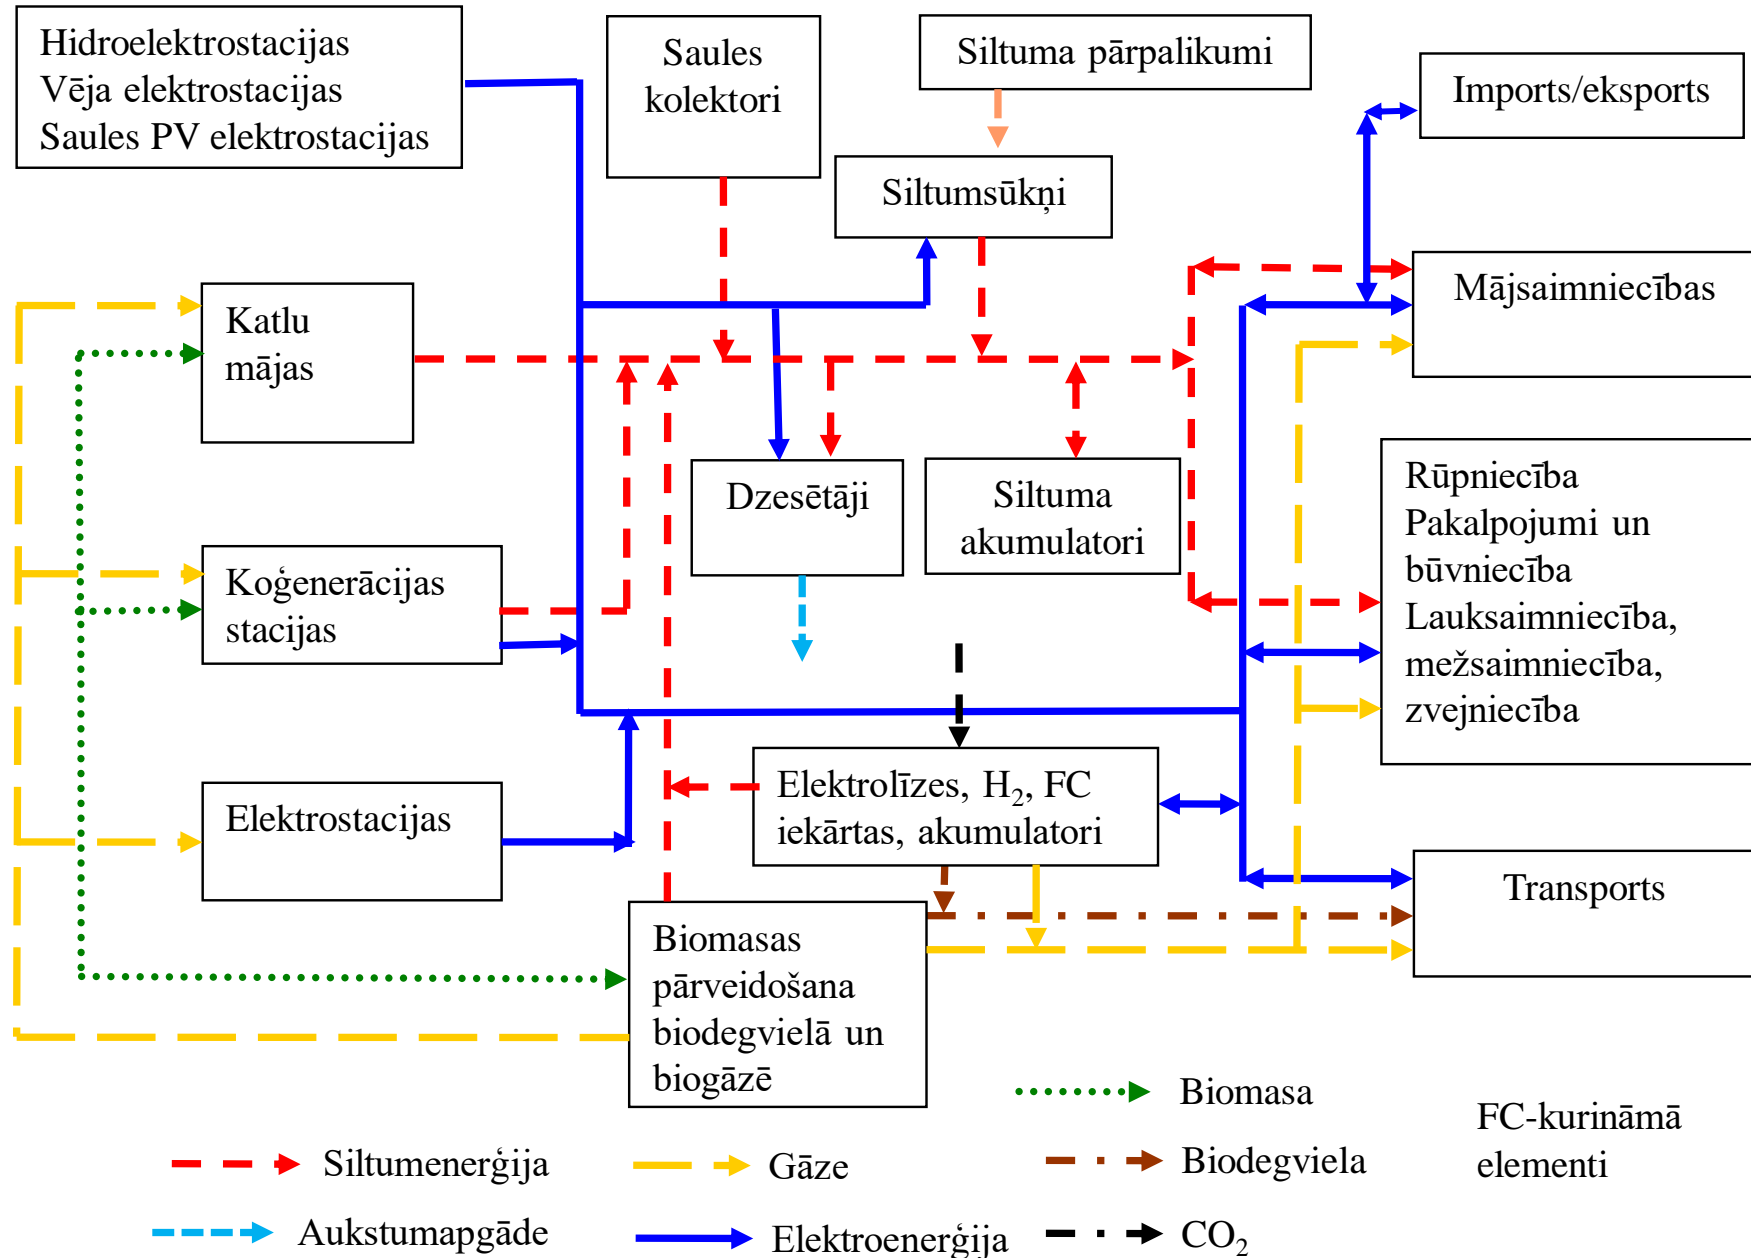 Hidroelektrostacijas
Vēja elektrostacijas
Saules PV elektrostacijas
Saules
kolektori
Siltuma pārpalikumi
Imports/eksports
Siltumsūkņi
Mājsaimniecības
Katlu
mājas
Dzesētāji
Siltuma
akumulatori
Rūpniecība
Pakalpojumi un
būvniecība
Lauksaimniecība,
mežsaimniecība,
zvejniecība
Koģenerācijas
stacijas
Elektrostacijas
Elektrolīzes, H₂, FC
iekārtas, akumulatori
Transports
Biomasas
pārveidošana
biodegvielā un
biogāzē
Biomasa
FC-kurināmā
elementi
Siltumenerģija
Gāze
Biodegviela
Aukstumapgāde
Elektroenerģija
CO₂